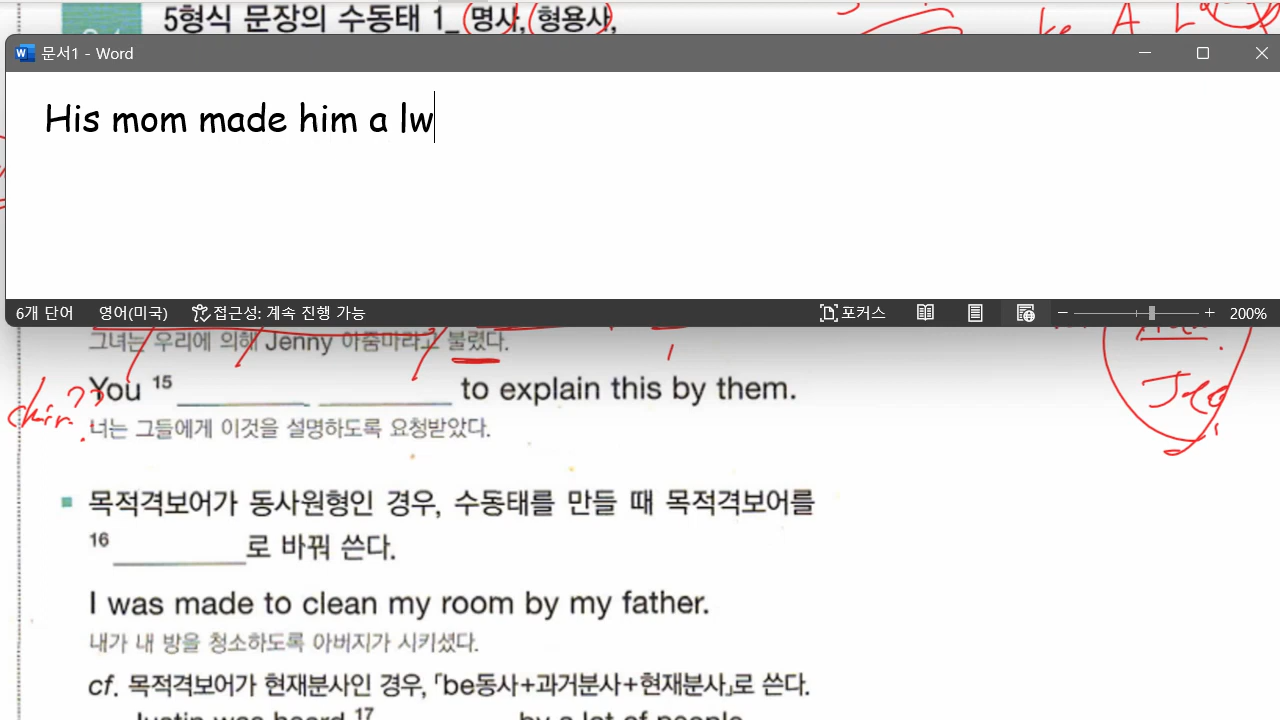 5형식 문장의 수동태 1_명사, 형용사,
문서1 - Word
His mom made him a lw
6개 단어 영어(미국) 접근성: 계속 진행 가능 포커스 200%
그녀는 우리에 의해 Jenny 아줌마라고 불렸다.
You 15 ________ ________ to explain this by them.
너는 그들에게 이것을 설명하도록 요청받았다.
목적격보어가 동사원형인 경우, 수동태를 만들 때 목적격보어를
16 ________로 바꿔 쓴다.
I was made to clean my room by my father.
내가 내 방을 청소하도록 아버지가 시키셨다.
cf. 목적격보어가 현재분사인 경우, 「be동사+과거분사+현재분사」로 쓴다.
Justin was heard 17 ________ by a lot of people